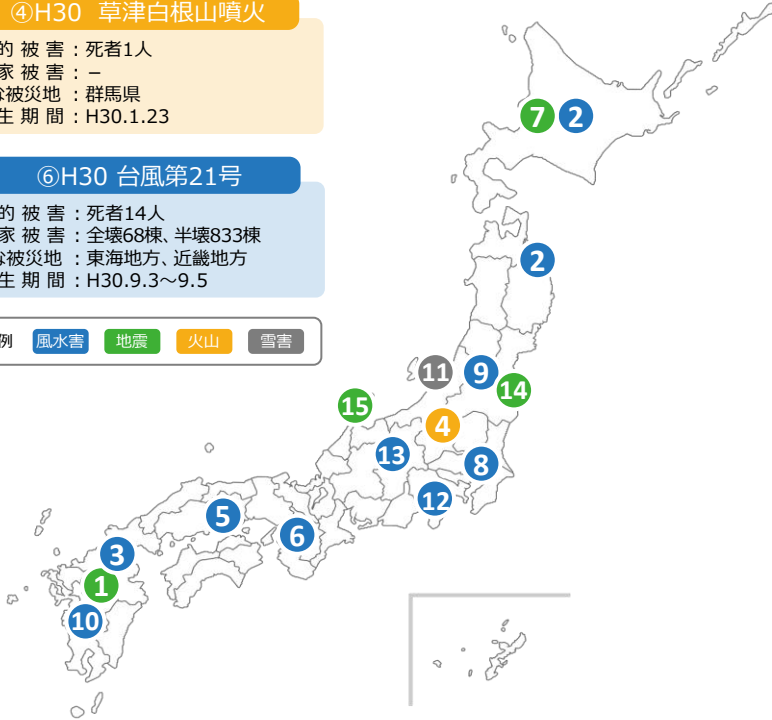 ④H30 草津白根山噴火
的 被 害：死者1人
家 被 害：－
な被災地 ：群馬県
生 期 間：H30.1.23
⑥H30 台風第21号
的 被 害：死者14人
家 被 害：全壊68棟、半壊833棟
な被災地 ：東海地方、近畿地方
生 期 間：H30.9.3～9.5
例 風水害 地震 火山 雪害
7 2
2
11 9
14
15
4
13
8
12
5
6
3
1
10